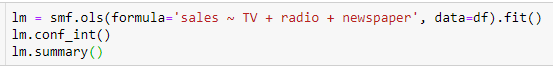 lm = smf.ols(formula='sales ~ TV + radio + newspaper', data=df).fit()
lm.conf_int()
lm.summary()